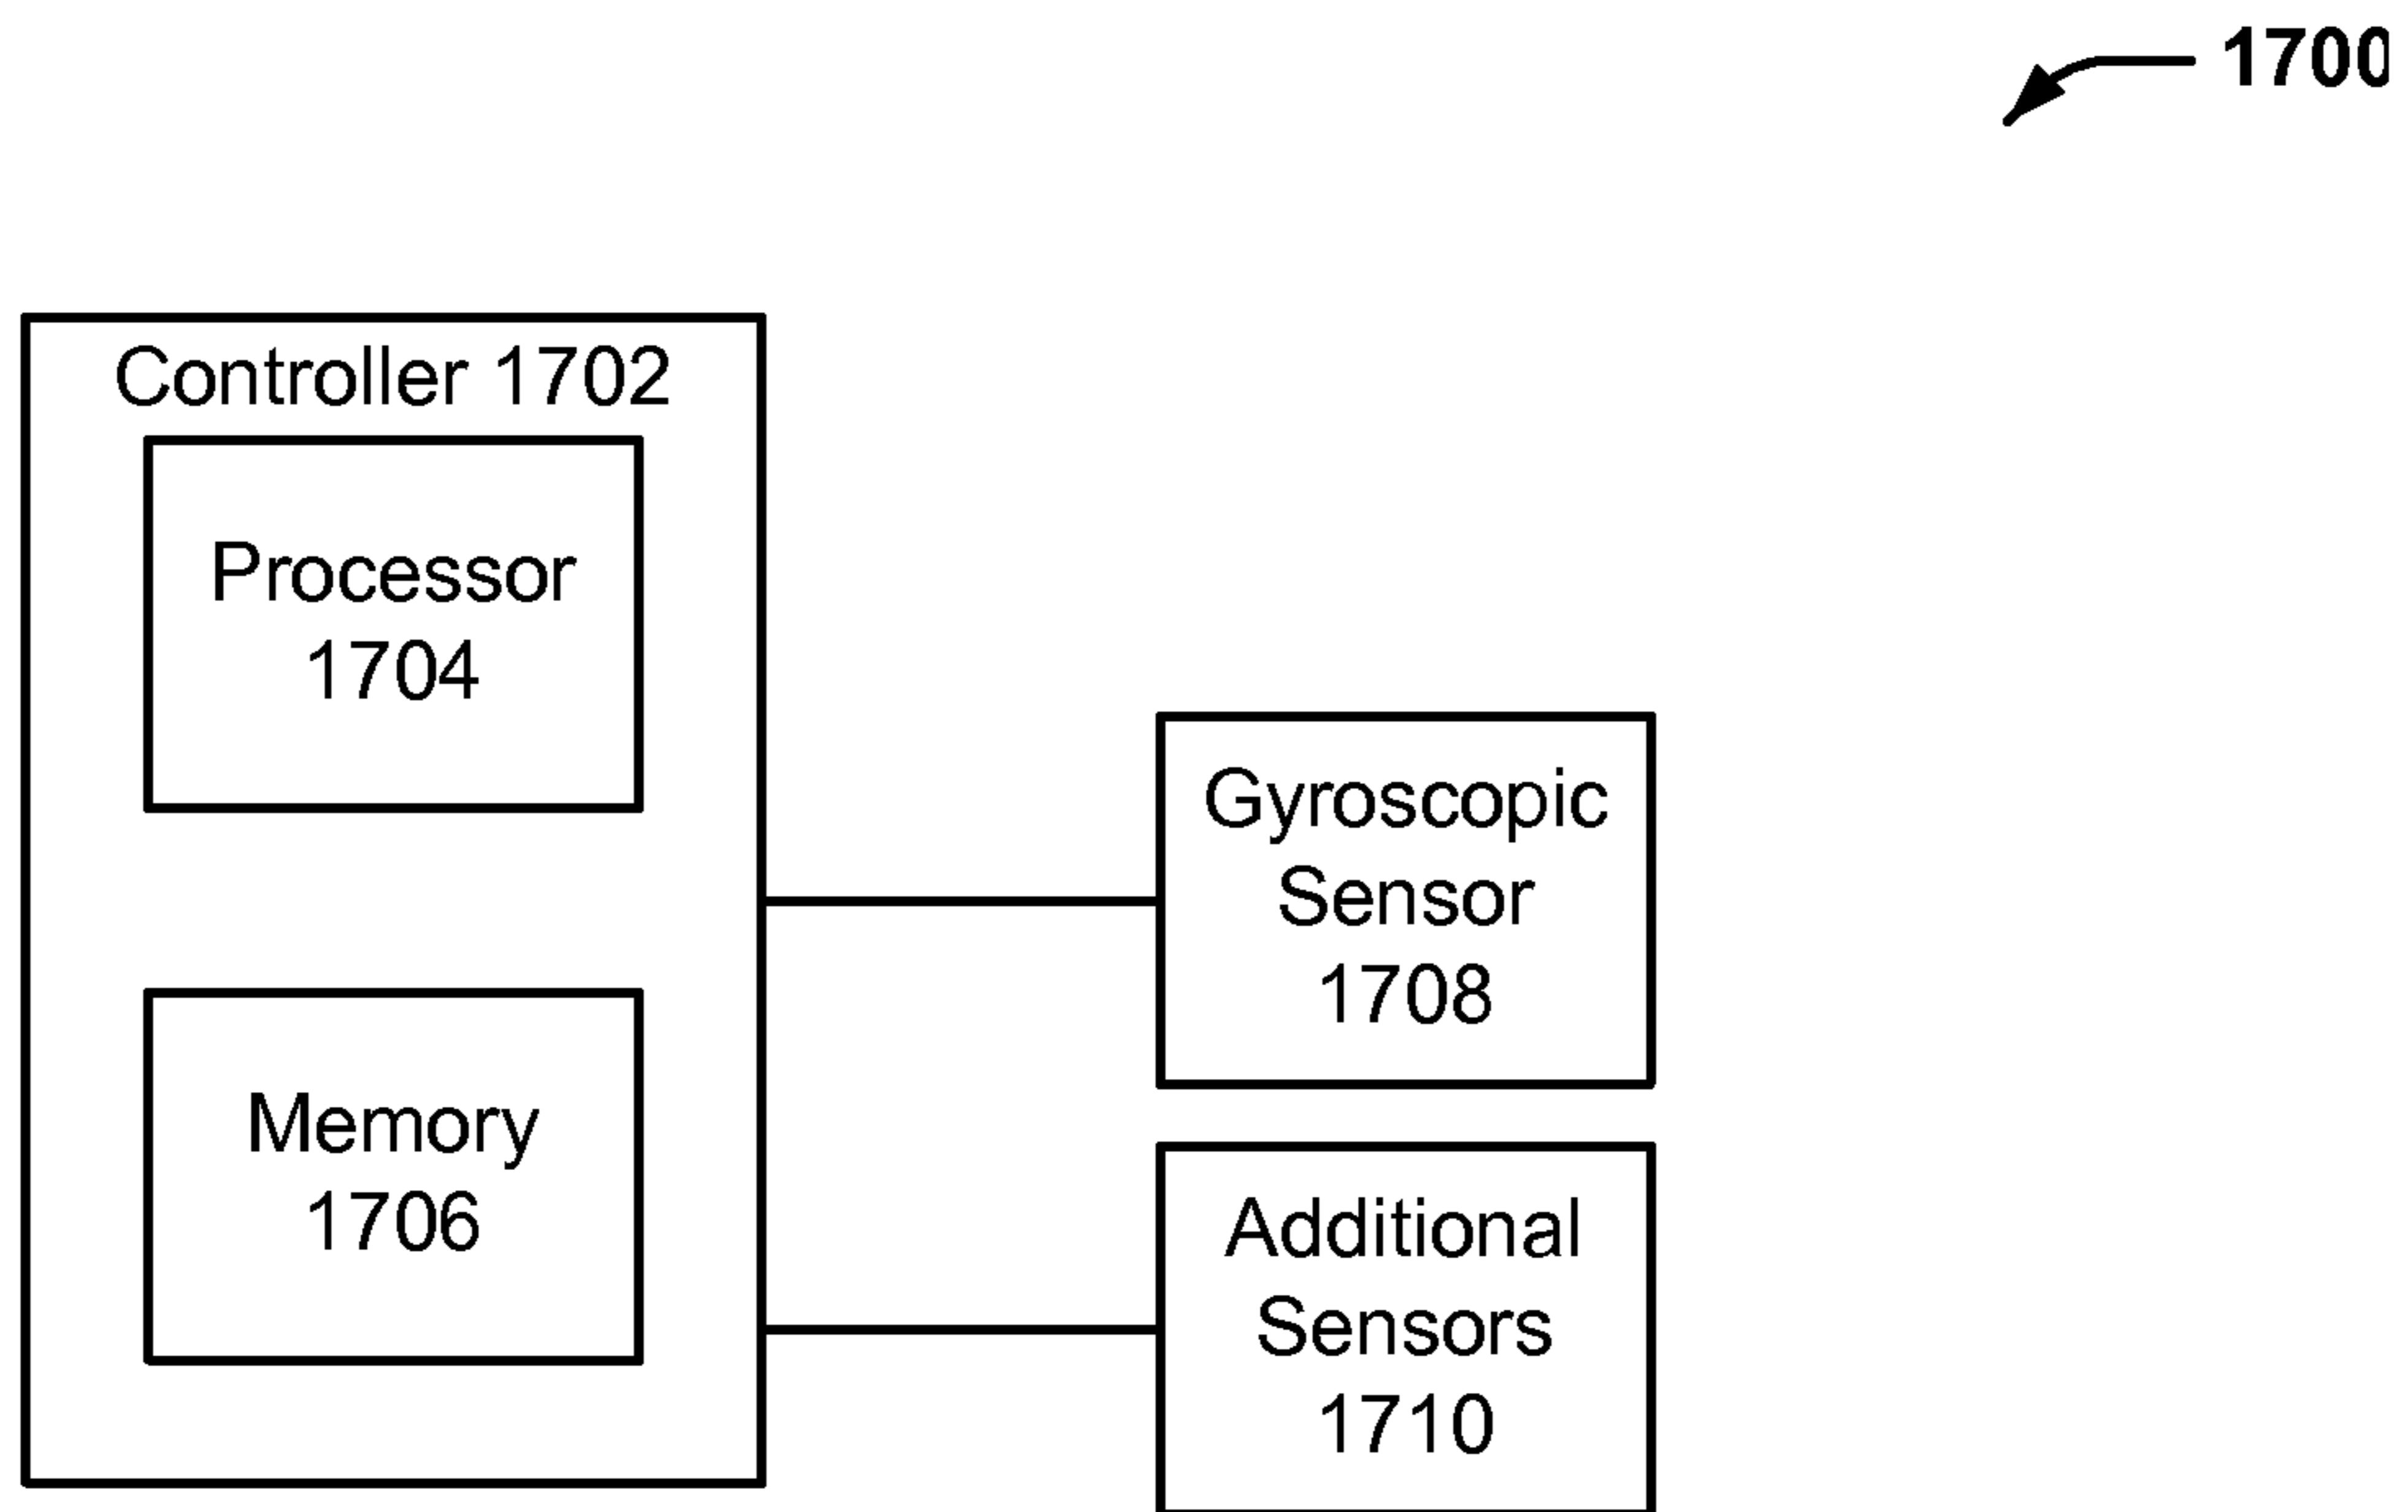 1700
Controller 1702
Processor
1704
Memory
1706
Gyroscopic
Sensor
1708
Additional
Sensors
1710